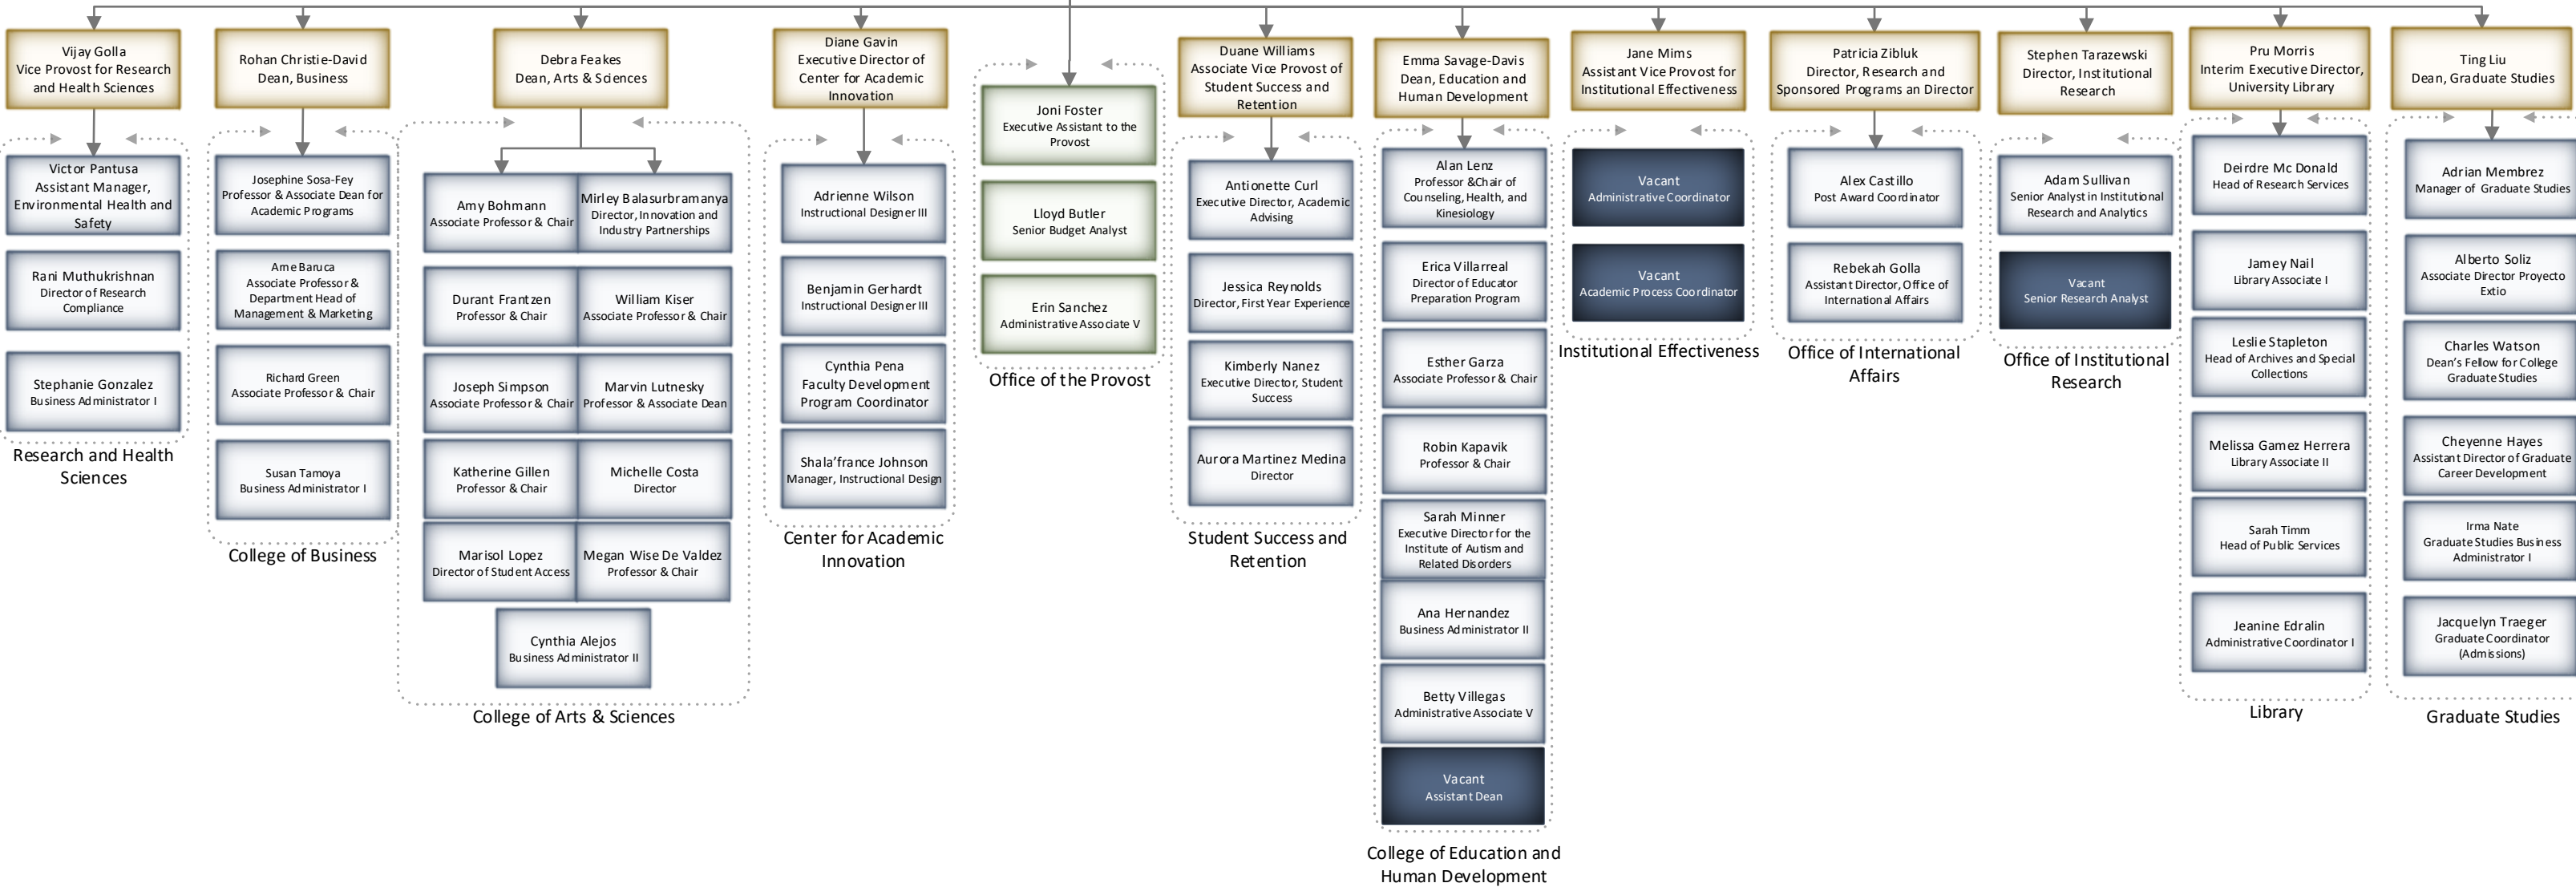 Vijay Golla
Vice Provost for Research
and Health Sciences
Victor Pantusa
Assistant Manager,
Environmental Health and
Safety
Rani Muthukrishnan
Director of Research
Compliance
Stephanie Gonzalez
Business Administrator I
Research and Health
Sciences
Rohan Christie-David
Dean, Business
Josephine Sosa-Fey
Professor & Associate Dean for
Academic Programs
Arne Baruca
Associate Professor &
Department Head of
Management & Marketing
Richard Green
Associate Professor & Chair
Susan Tamoya
Business Administrator I
College of Business
Debra Feakes
Dean, Arts & Sciences
Amy Bohmann
Associate Professor & Chair
Mirley Balasurbramanya
Director, Innovation and
Industry Partnerships
Durant Frantzen
Professor & Chair
William Kiser
Associate Professor & Chair
Joseph Simpson
Associate Professor & Chair
Marvin Lutnesky
Professor & Associate Dean
Katherine Gillen
Professor & Chair
Michelle Costa
Director
Marisol Lopez
Director of Student Access
Megan Wise De Valdez
Professor & Chair
Cynthia Alejos
Business Administrator II
College of Arts & Sciences
Diane Gavin
Executive Director of
Center for Academic
Innovation
Adrienne Wilson
Instructional Designer III
Benjamin Gerhardt
Instructional Designer III
Cynthia Pena
Faculty Development
Program Coordinator
Shala’france Johnson
Manager, Instructional Design
Center for Academic
Innovation
Joni Foster
Executive Assistant to the
Provost
Lloyd Butler
Senior Budget Analyst
Erin Sanchez
Administrative Associate V
Office of the Provost
Duane Williams
Associate Vice Provost of
Student Success and
Retention
Antionette Curl
Executive Director, Academic
Advising
Jessica Reynolds
Director, First Year Experience
Kimberly Nanez
Executive Director, Student
Success
Aurora Martinez Medina
Director
Student Success and
Retention
Emma Savage-Davis
Dean, Education and
Human Development
Alan Lenz
Professor &Chair of
Counseling, Health, and
Kinesiology
Erica Villarreal
Director of Educator
Preparation Program
Esther Garza
Associate Professor & Chair
Robin Kapavik
Professor & Chair
Sarah Minner
Executive Director for the
Institute of Autism and
Related Disorders
Ana Hernandez
Business Administrator II
Betty Villegas
Administrative Associate V
Vacant
Assistant Dean
College of Education and
Human Development
Jane Mims
Assistant Vice Provost for
Institutional Effectiveness
Vacant
Administrative Coordinator
Vacant
Academic Process Coordinator
Institutional Effectiveness
Patricia Zibluk
Director, Research and
Sponsored Programs an Director
Alex Castillo
Post Award Coordinator
Rebekah Golla
Assistant Director, Office of
International Affairs
Office of International
Affairs
Stephen Tarazewski
Director, Institutional
Research
Adam Sullivan
Senior Analyst in Institutional
Research and Analytics
Vacant
Senior Research Analyst
Office of Institutional
Research
Pru Morris
Interim Executive Director,
University Library
Deirdre Mc Donald
Head of Research Services
Jamey Nail
Library Associate I
Leslie Stapleton
Head of Archives and Special
Collections
Melissa Gamez Herrera
Library Associate II
Sarah Timm
Head of Public Services
Jeanine Edralin
Administrative Coordinator I
Library
Ting Liu
Dean, Graduate Studies
Adrian Membrez
Manager of Graduate Studies
Alberto Soliz
Associate Director Proyecto
Extio
Charles Watson
Dean’s Fellow for College
Graduate Studies
Cheyenne Hayes
Assistant Director of Graduate
Career Development
Irma Nate
Graduate Studies Business
Administrator I
Jacquelyn Traeger
Graduate Coordinator
(Admissions)
Graduate Studies